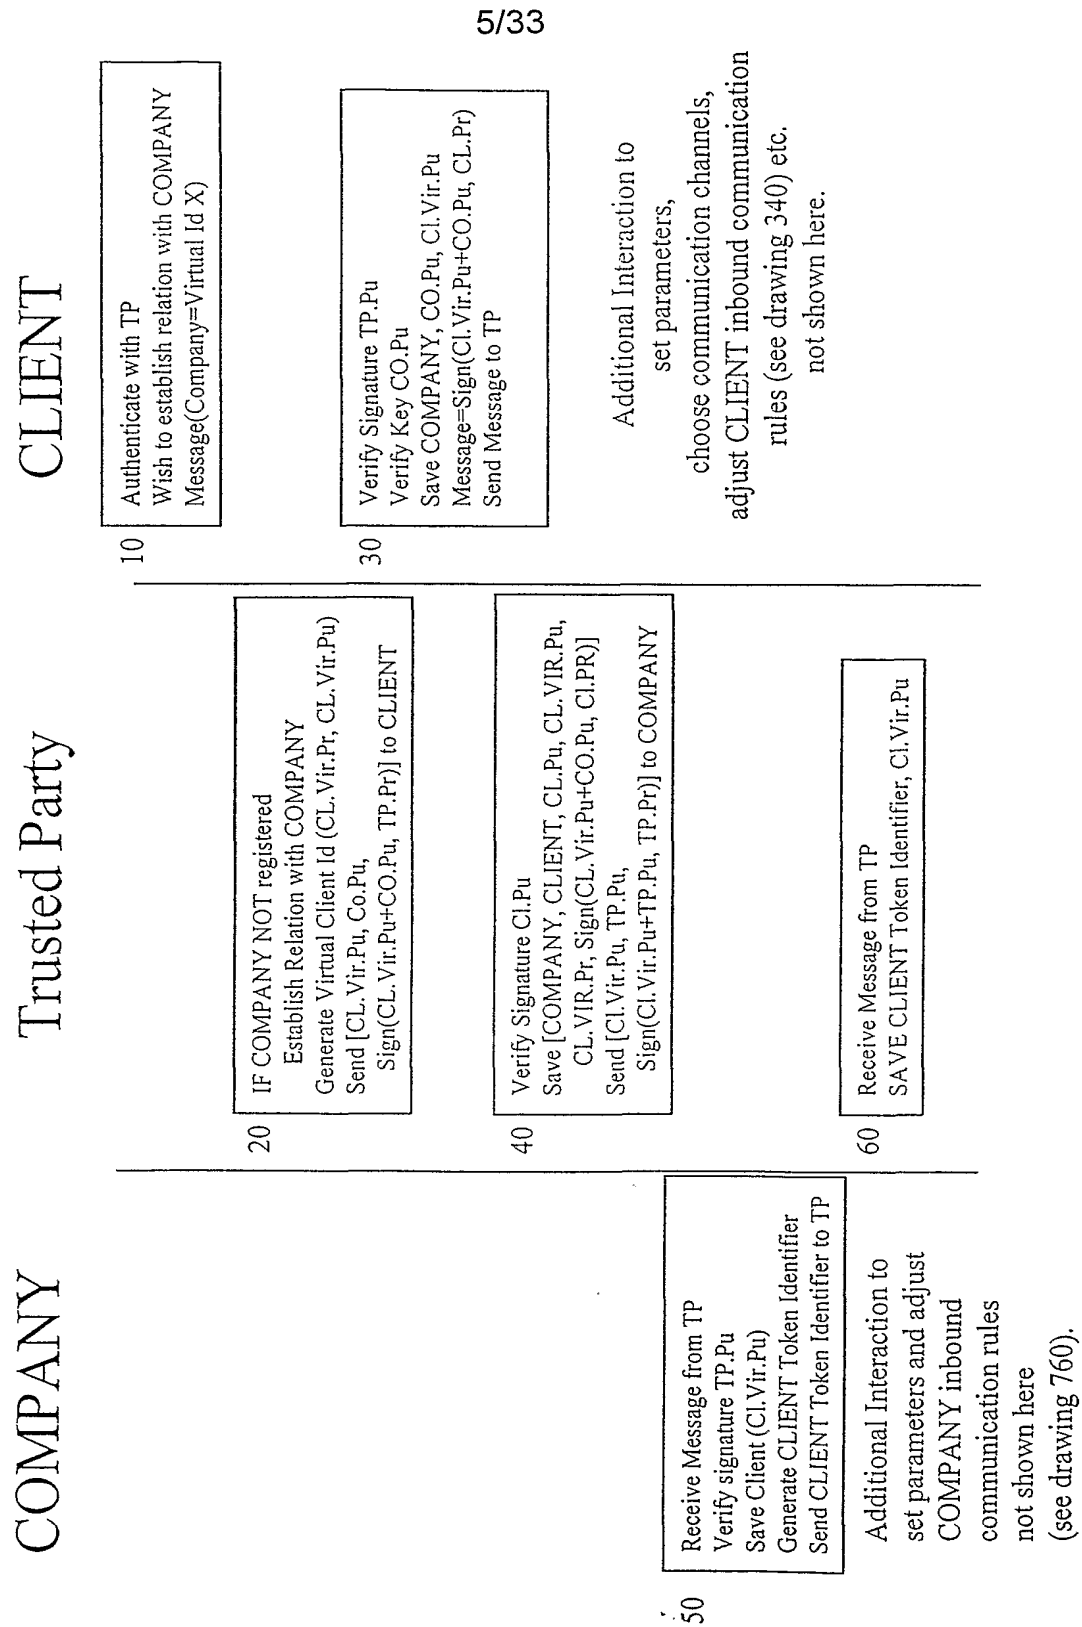 5/33
COMPANY
Trusted Party
CLIENT
10
Authenticate with TP
Wish to establish relation with COMPANY
Message(Company=Virtual Id X)
20
IF COMPANY NOT registered
Establish Relation with COMPANY
Generate Virtual Client Id (CL.Vir.Pr, CL.Vir.Pu)
Send [CL.Vir.Pu, Co.Pu,
Sign(CL.Vir.Pu+CO.Pu, TP.Pr)] to CLIENT
30
Verify Signature TP.Pu
Verify Key CO.Pu
Save COMPANY, CO.Pu, Cl.Vir.Pu
Message=Sign(Cl.Vir.Pu+CO.Pu, CL.Pr)
Send Message to TP
40
Verify Signature Cl.Pu
Save [COMPANY, CLIENT, CL.Pu, CL.VIR.Pu,
CL.VIR.Pr, Sign(CL.Vir.Pu+CO.Pu, Cl.PR)]
Send [Cl.Vir.Pu, TP.Pu,
Sign(Cl.Vir.Pu+TP.Pu, TP.Pr)] to COMPANY
50
Receive Message from TP
Verify signature TP.Pu
Save Client (Cl.Vir.Pu)
Generate CLIENT Token Identifier
Send CLIENT Token Identifier to TP
60
Receive Message from TP
SAVE CLIENT Token Identifier, Cl.Vir.Pu
Additional Interaction to
set parameters,
choose communication channels,
adjust CLIENT inbound communication
rules (see drawing 340) etc.
not shown here.
Additional Interaction to
set parameters and adjust
COMPANY inbound
communication rules
not shown here
(see drawing 760).